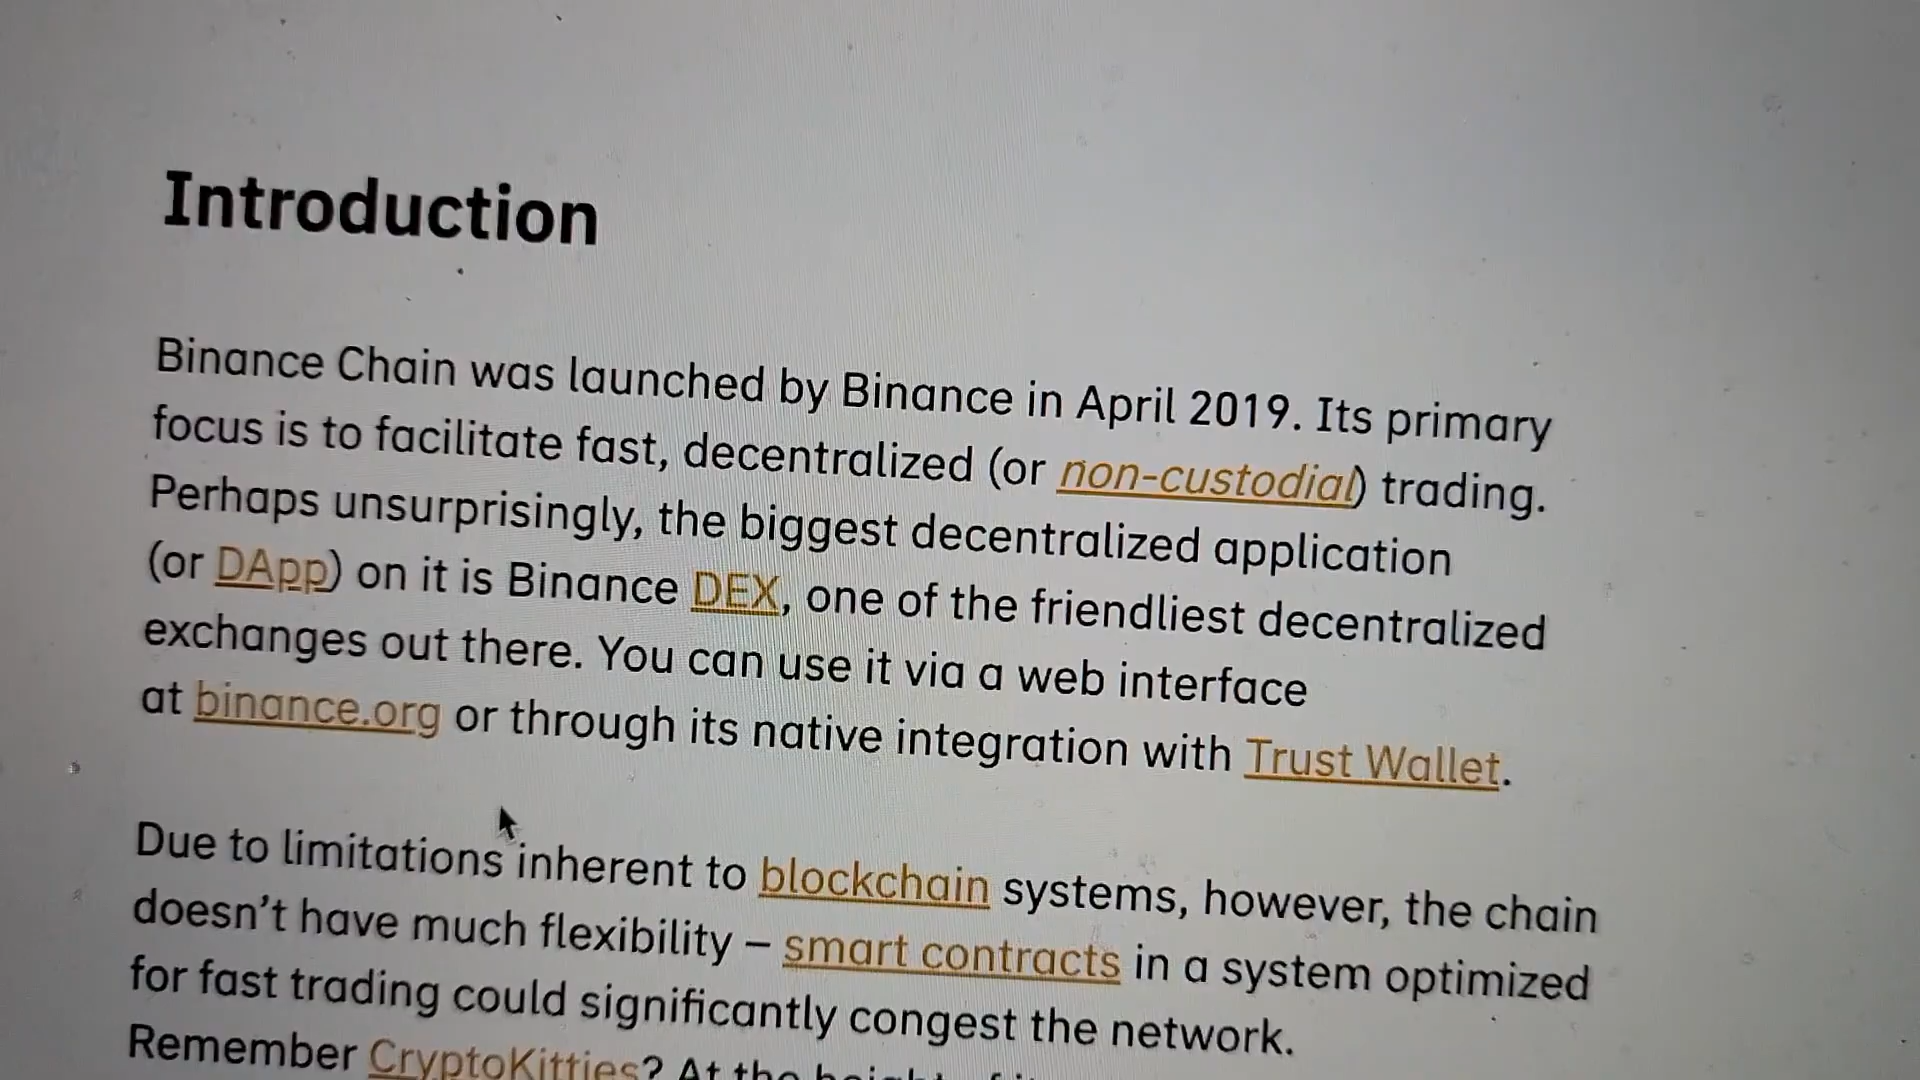 Introduction
Binance Chain was launched by Binance in April 2019. Its primary
focus is to facilitate fast, decentralized (or non-custodial) trading.
Perhaps unsurprisingly, the biggest decentralized application
(or DApp) on it is Binance DEX, one of the friendliest decentralized
exchanges out there. You can use it via a web interface
at binance.org or through its native integration with Trust Wallet.
Due to limitations inherent to blockchain systems, however, the chain
doesn’t have much flexibility – smart contracts in a system optimized
for fast trading could significantly congest the network.
Remember CryptoKitties? At the height of